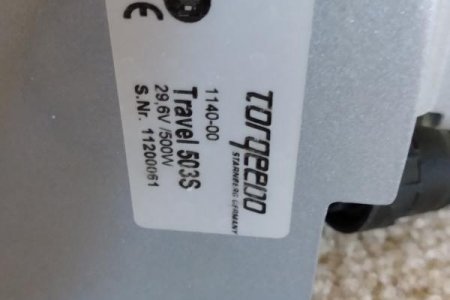 TORQEEDO
STARNBERG GERMANY
1140-00
Travel 503S
29,6V /500W
S.Nr. 11200061